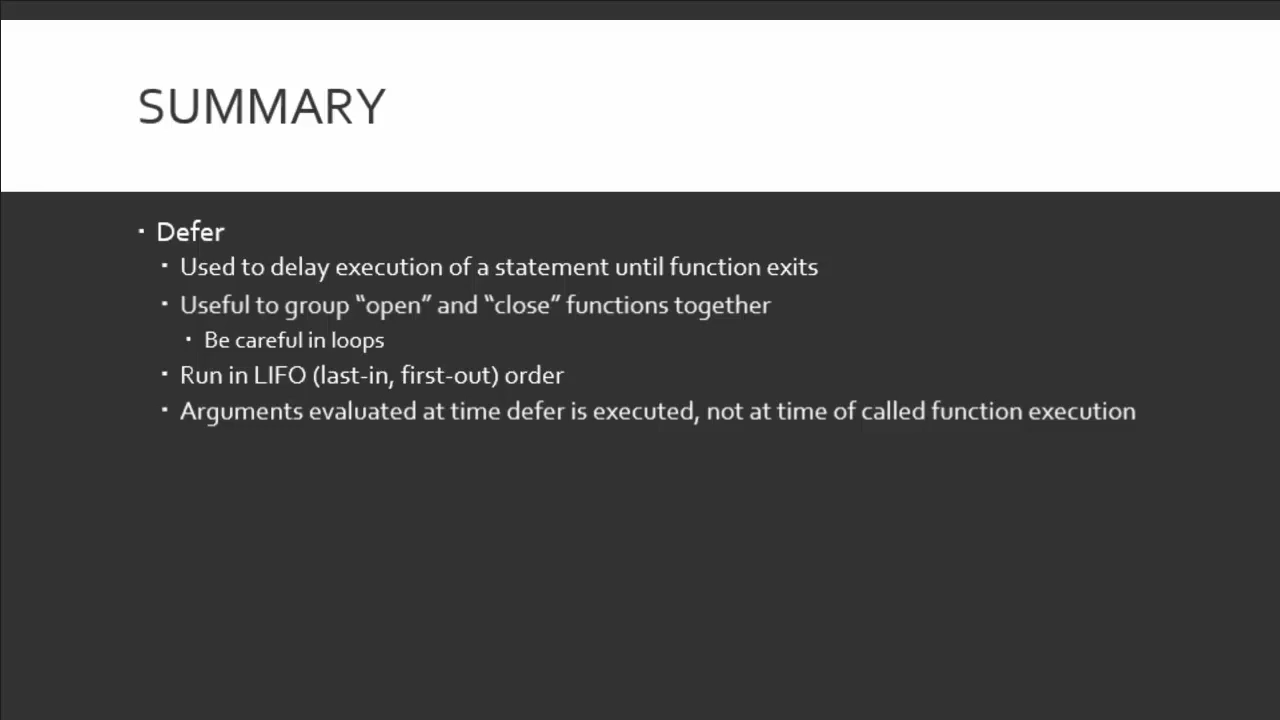 SUMMARY
▪ Defer
▪ Used to delay execution of a statement until function exits
▪ Useful to group “open” and “close” functions together
▪ Be careful in loops
▪ Run in LIFO (last-in, first-out) order
▪ Arguments evaluated at time defer is executed, not at time of called function execution